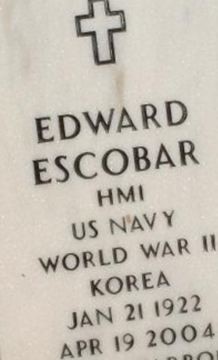 EDWARD
ESCOBAR
HM1
US NAVY
WORLD WAR II
KOREA
JAN 21 1922
APR 19 2004